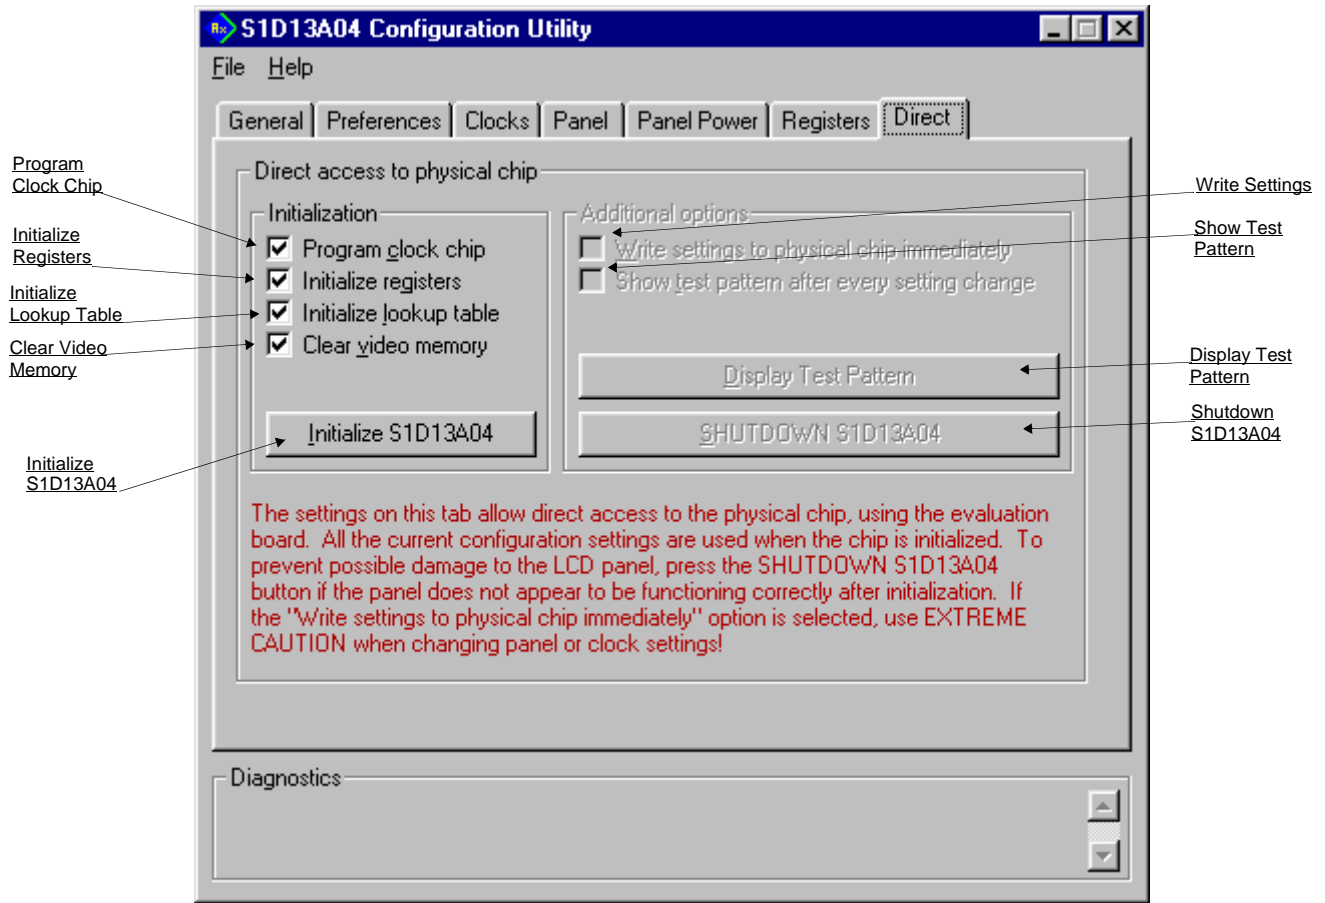 S1D13A04 Configuration Utility
File Help
General Preferences Clocks Panel Panel Power Registers Direct
Direct access to physical chip
Initialization
Program clock chip
Initialize registers
Initialize lookup table
Clear video memory
Initialize S1D13A04
Additional options
Write settings to physical chip immediately
Show test pattern after every setting change
Display Test Pattern
SHUTDOWN S1D13A04
The settings on this tab allow direct access to the physical chip, using the evaluation
board. All the current configuration settings are used when the chip is initialized. To
prevent possible damage to the LCD panel, press the SHUTDOWN S1D13A04
button if the panel does not appear to be functioning correctly after initialization. If
the "Write settings to physical chip immediately" option is selected, use EXTREME
CAUTION when changing panel or clock settings!
Diagnostics
Program
Clock Chip
Initialize
Registers
Initialize
Lookup Table
Clear Video
Memory
Initialize
S1D13A04
Write Settings
Show Test
Pattern
Display Test
Pattern
Shutdown
S1D13A04